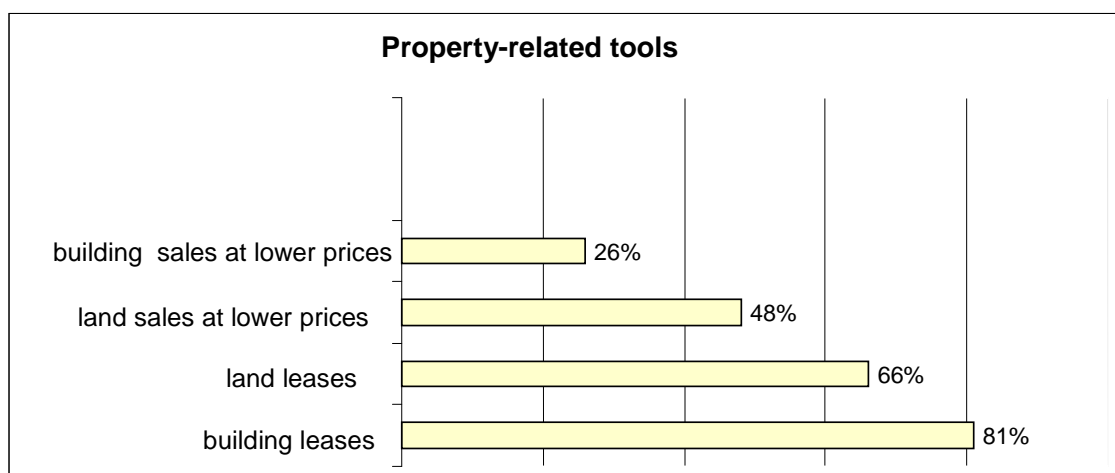 Property-related tools
building  sales at lower prices 26%
land sales at lower prices 48%
land leases 66%
building leases 81%